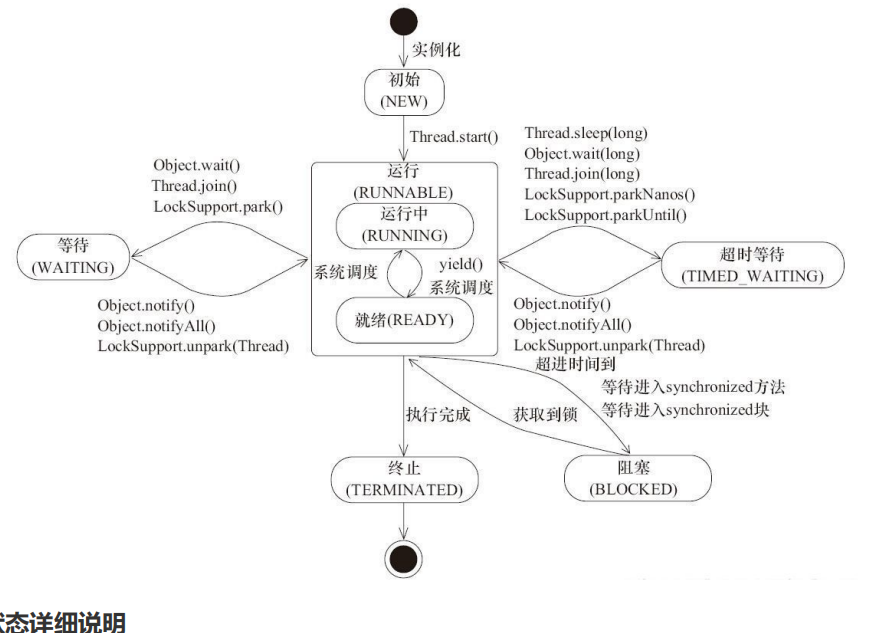 实例化
初始
(NEW)
Thread.start()
Object.wait()
Thread.join()
LockSupport.park()
Thread.sleep(long)
Object.wait(long)
Thread.join(long)
LockSupport.parkNanos()
LockSupport.parkUntil()
运行
(RUNNABLE)
运行中
(RUNNING)
等待
(WAITING)
超时等待
(TIMED_WAITING)
系统调度
yield()
系统调度
就绪(READY)
Object.notify()
Object.notifyAll()
LockSupport.unpark(Thread)
Object.notify()
Object.notifyAll()
LockSupport.unpark(Thread)
超进时间到
等待进入synchronized方法
等待进入synchronized块
执行完成
获取到锁
终止
(TERMINATED)
阻塞
(BLOCKED)
态详细说明